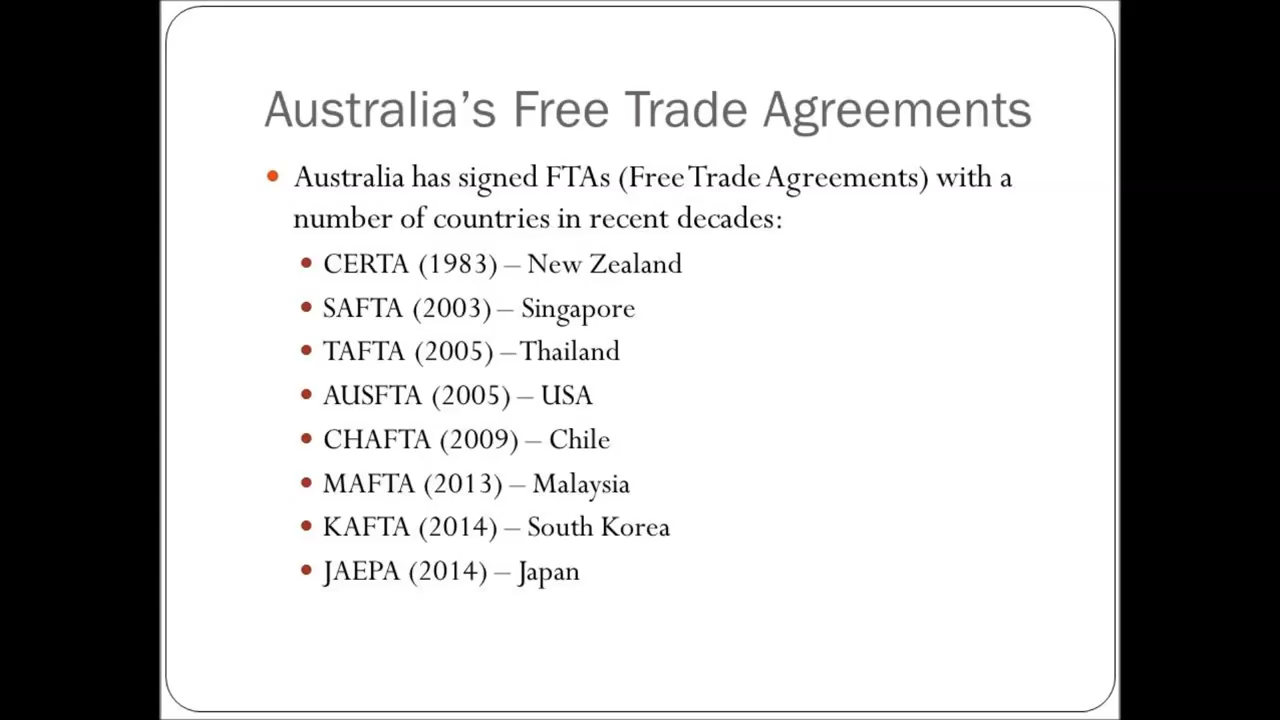 Australia's Free Trade Agreements
• Australia has signed FTAs (Free Trade Agreements) with a
number of countries in recent decades:
• CERTA (1983) – New Zealand
• SAFTA (2003) – Singapore
• TAFTA (2005) – Thailand
• AUSFTA (2005) – USA
• CHAFTA (2009) – Chile
• MAFTA (2013) – Malaysia
• KAFTA (2014) – South Korea
• JAEPA (2014) – Japan